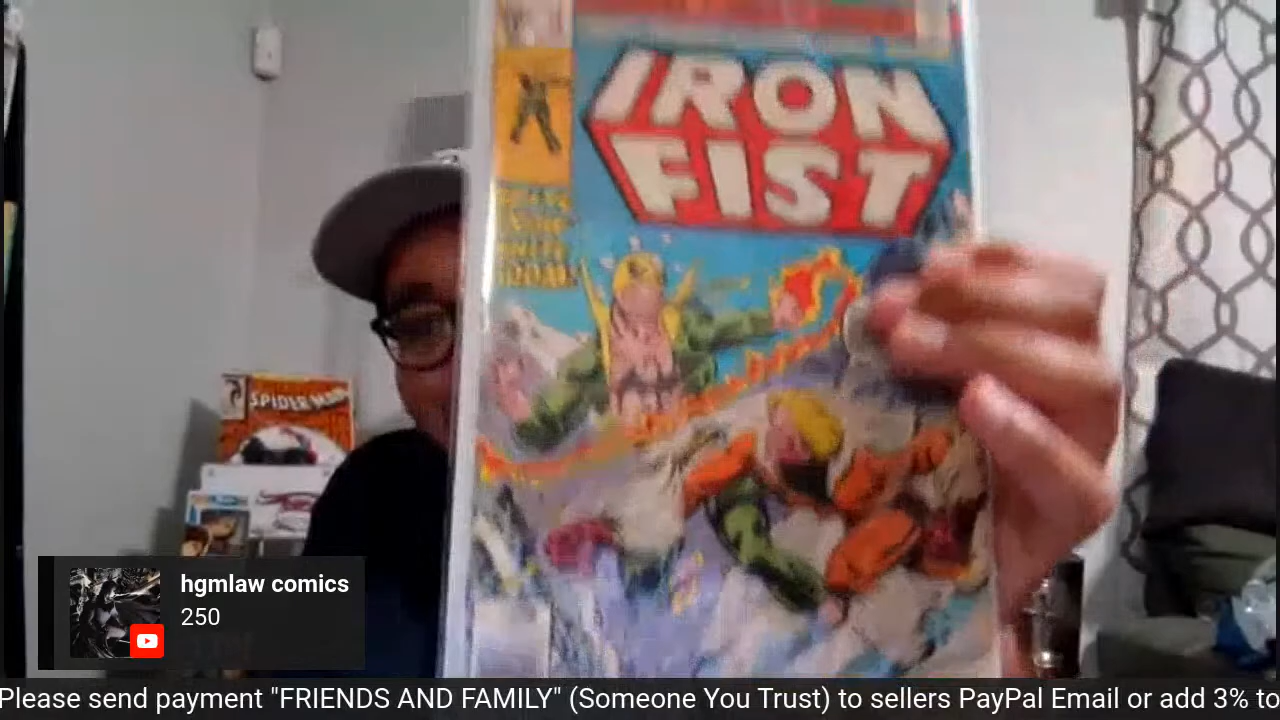 IRON
FIST
SPIDER MAN
hgmlaw comics
250
Please send payment "FRIENDS AND FAMILY" (Someone You Trust) to sellers PayPal Email or add 3% to